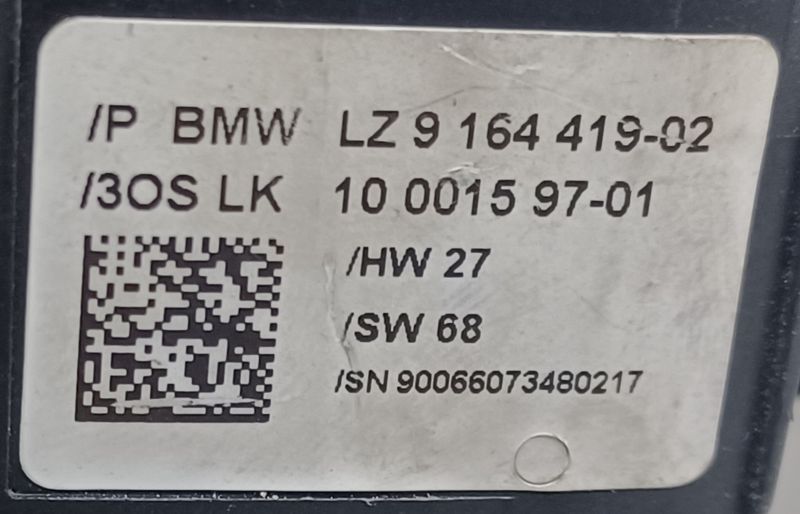 /P BMW LZ 9 164 419-02
/3OS LK 10 0015 97-01
/HW 27
/SW 68
/SN 90066073480217